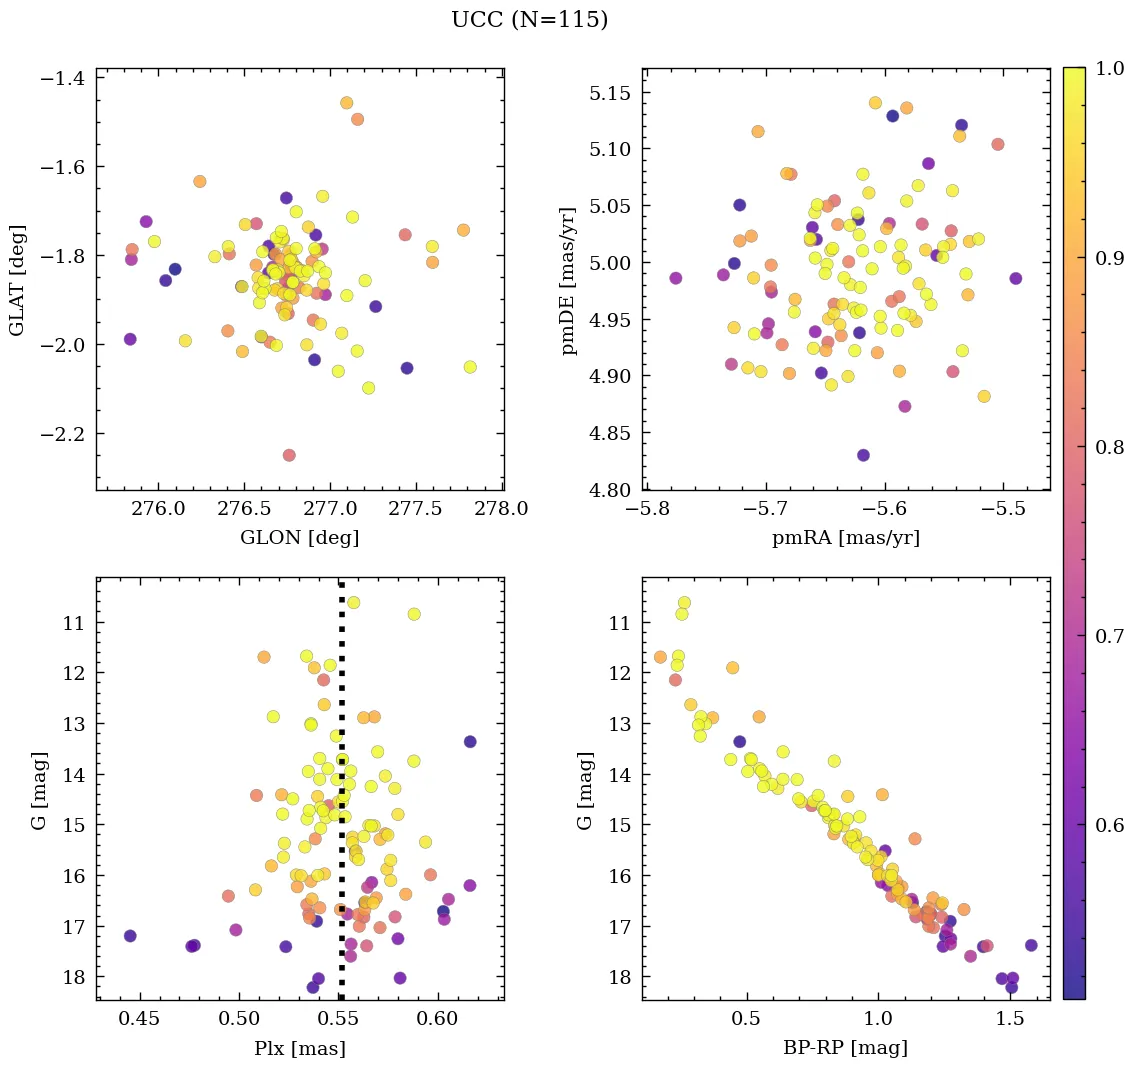 UCC (N=115)
−1.4
−1.6
−1.8
−2.0
−2.2
GLAT [deg]
276.0 276.5 277.0 277.5 278.0
GLON [deg]
5.15
5.10
5.05
5.00
4.95
4.90
4.85
4.80
pmDE [mas/yr]
−5.8 −5.7 −5.6 −5.5
pmRA [mas/yr]
11
12
13
14
15
16
17
18
G [mag]
0.45 0.50 0.55 0.60
Plx [mas]
11
12
13
14
15
16
17
18
G [mag]
0.5 1.0 1.5
BP-RP [mag]
1.0
0.9
0.8
0.7
0.6